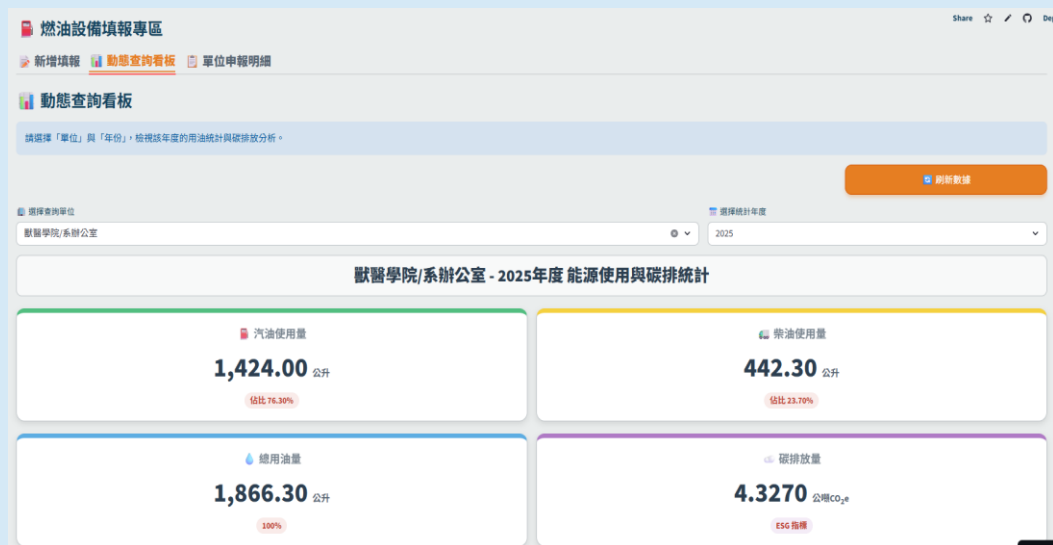 Share
燃油設備填報專區
新增填報 動態查詢看板 單位申報明細
動態查詢看板
請選擇「單位」與「年份」，檢視該年度的用油統計與碳排放分析。
刷新數據
選擇查詢單位 選擇統計年度
獸醫學院/系辦公室 2025
獸醫學院/系辦公室 - 2025年度 能源使用與碳排統計
汽油使用量 柴油使用量
1,424.00 公升 442.30 公升
佔比 76.30% 佔比 23.70%
總用油量 碳排放量
1,866.30 公升 4.3270 公噸CO₂e
100% ESG 指標